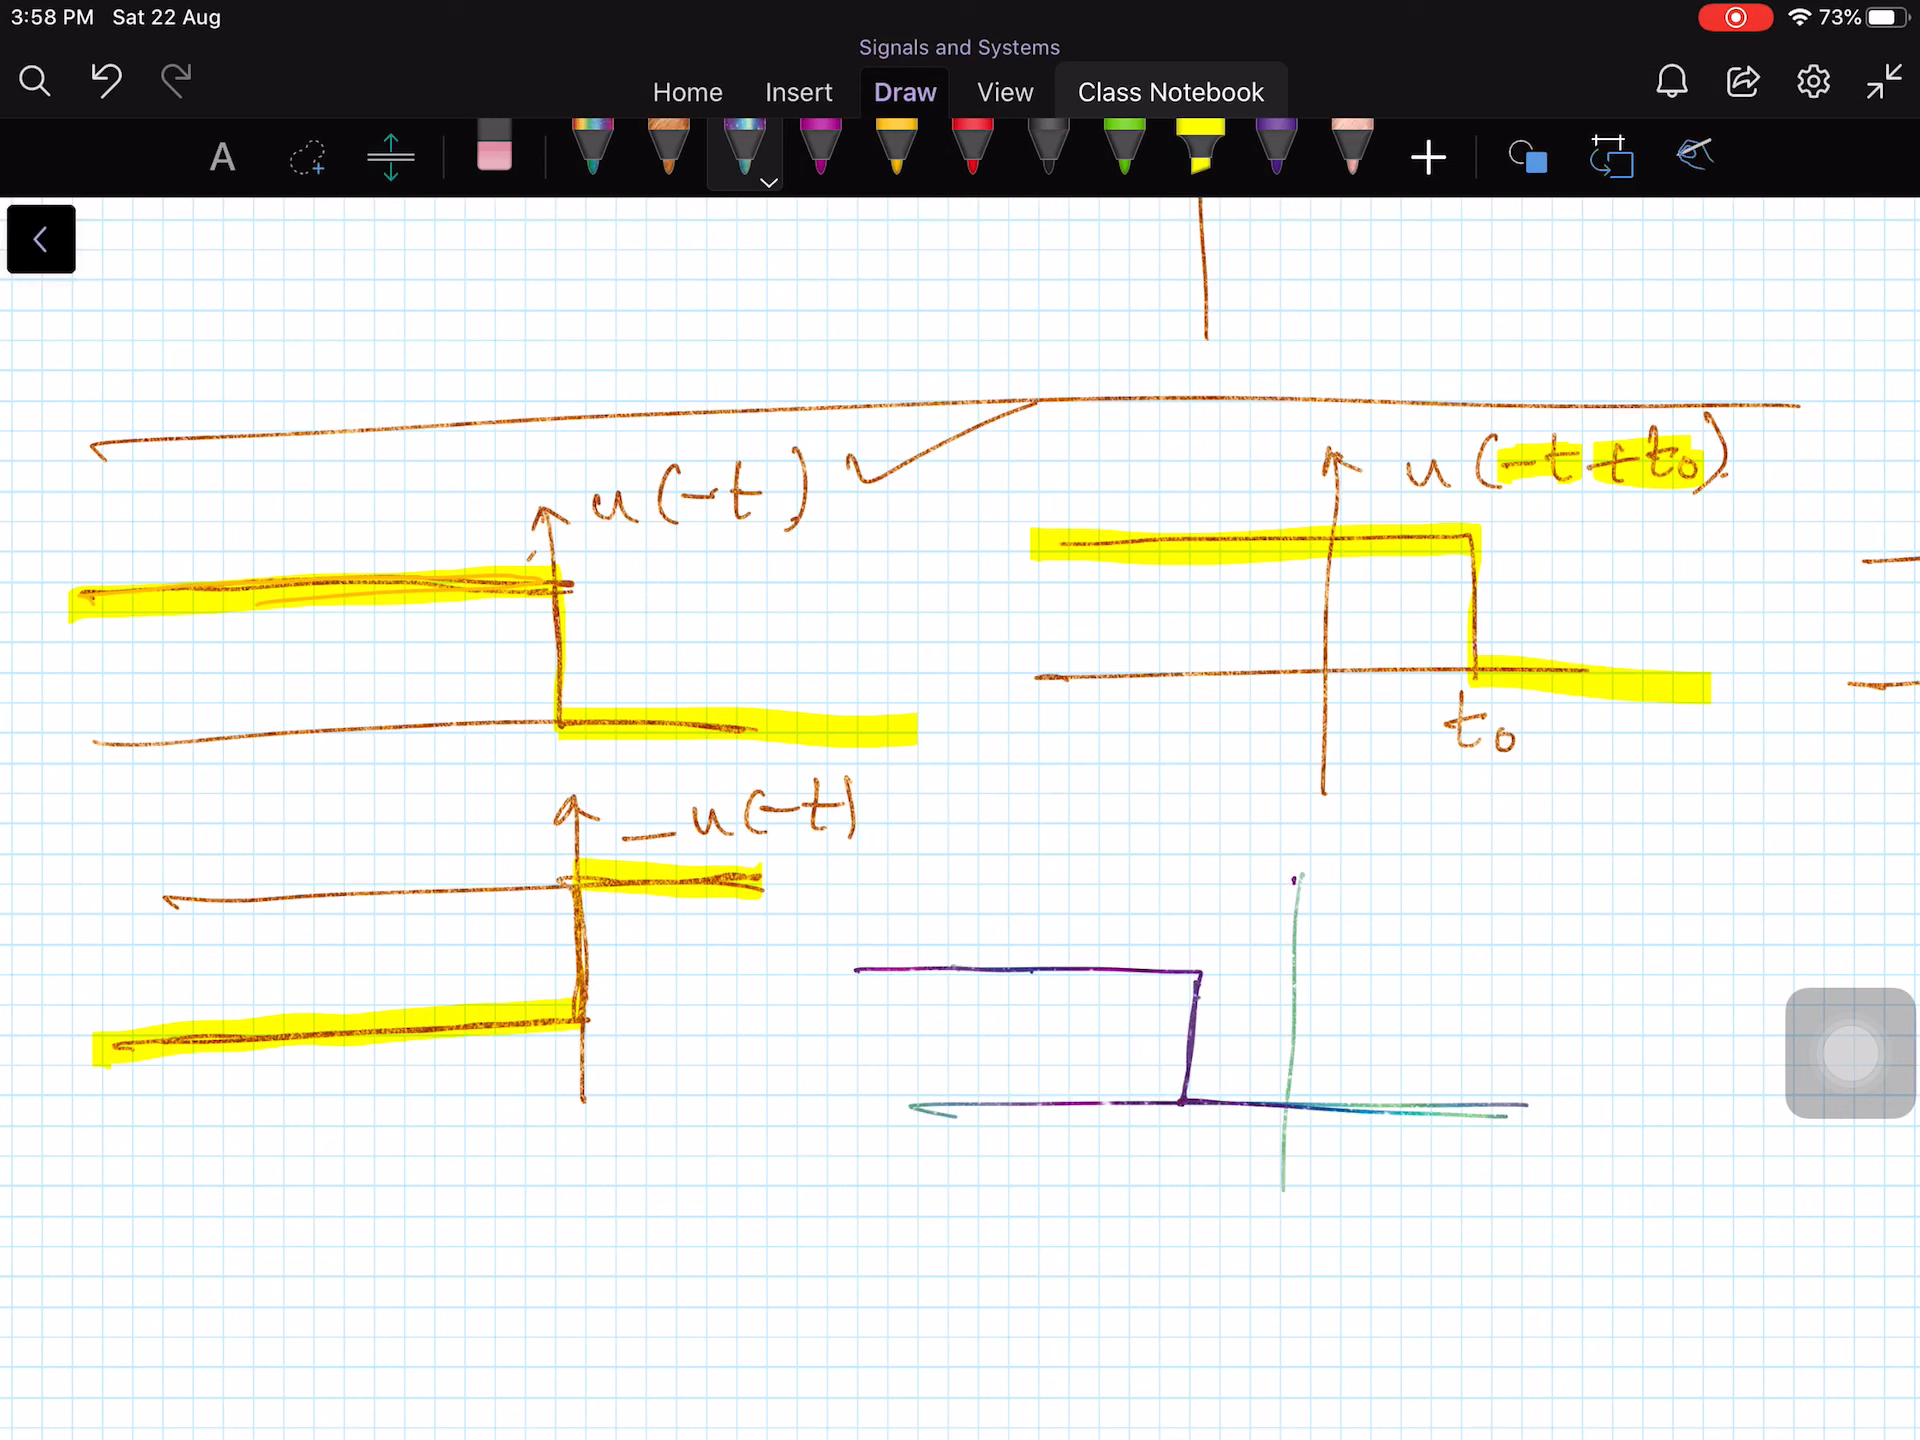 3:58 PM Sat 22 Aug 73%
Signals and Systems
Home Insert Draw View Class Notebook
A
u(-t)
u(-t+t₀)
t₀
-u(-t)